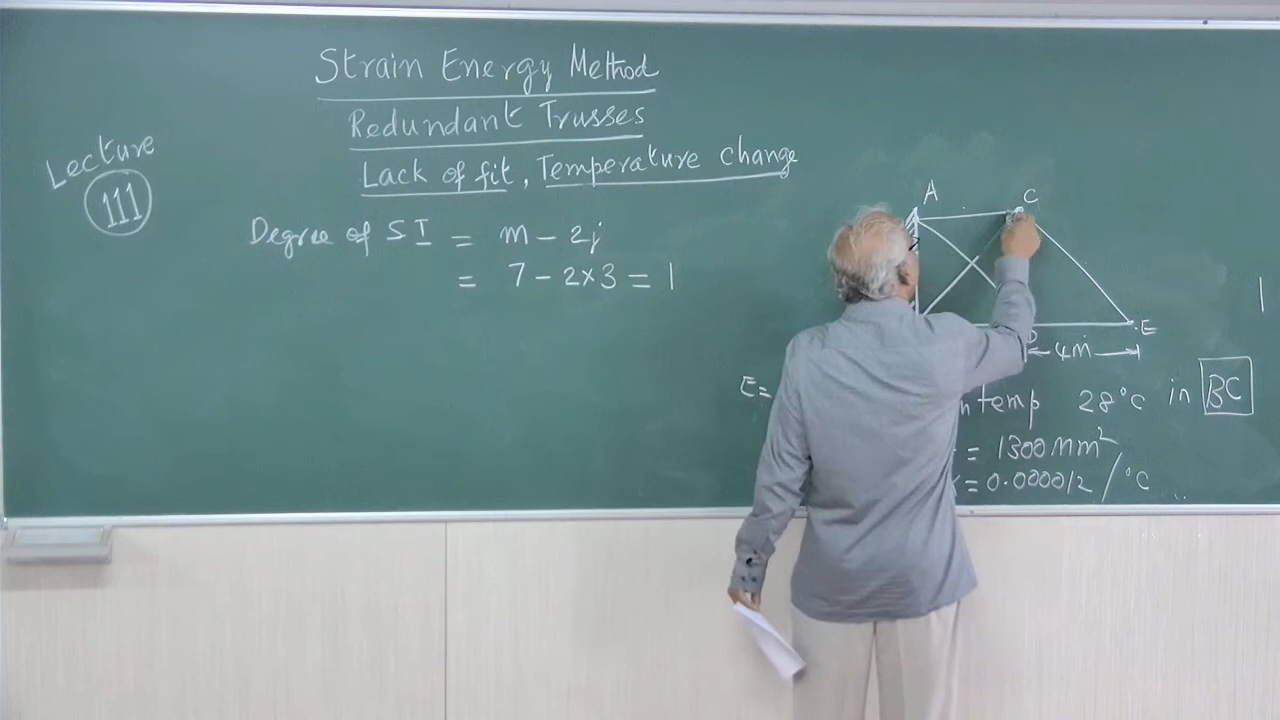 Strain Energy Method
Redundant Trusses
Lack of fit, Temperature change
Lecture
111
Degree of S I = m - 2j
= 7 - 2x3 = 1
A
C
E
4m
E=
temp 28°C in BC
= 1300 mm²
= 0.000012 /°C